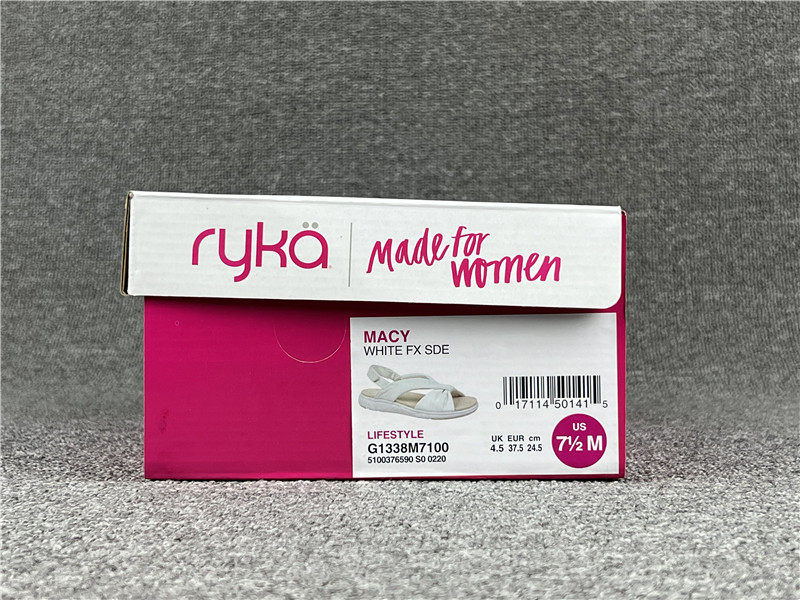 rykä
Made for
women
MACY
WHITE FX SDE
LIFESTYLE
G1338M7100
5100376590 S0 0220
0 17114 50141 5
UK EUR cm
4.5 37.5 24.5
US
7½ M